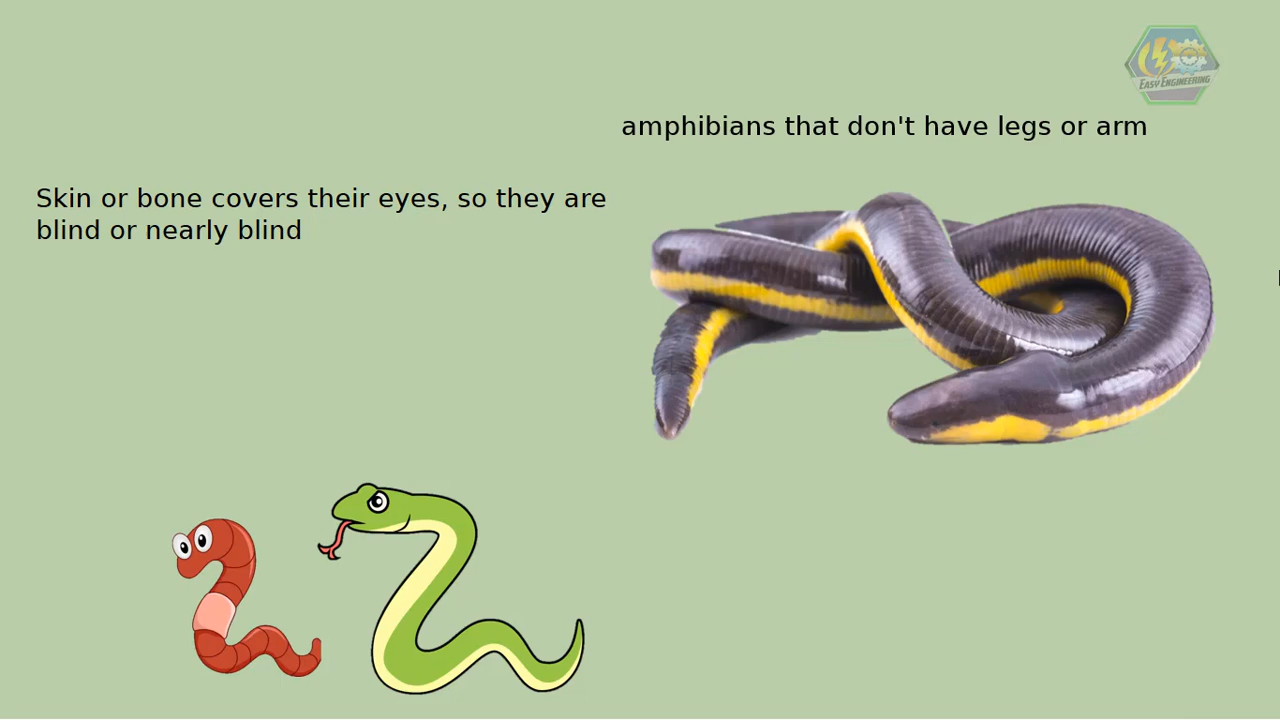 EASY ENGINEERING
amphibians that don't have legs or arm
Skin or bone covers their eyes, so they are
blind or nearly blind